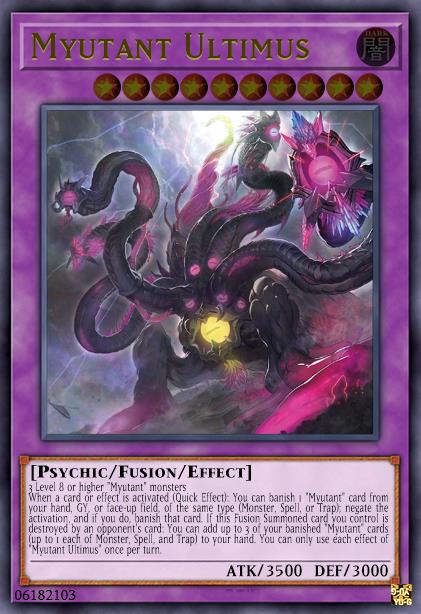 Myutant Ultimus
DARK
闇
[Psychic/Fusion/Effect]
3 Level 8 or higher "Myutant" monsters
When a card or effect is activated (Quick Effect): You can banish 1 "Myutant" card from
your hand, GY, or face-up field, of the same type (Monster, Spell, or Trap); negate the
activation, and if you do, banish that card. If this Fusion Summoned card you control is
destroyed by an opponent's card: You can add up to 3 of your banished "Myutant" cards
(up to 1 each of Monster, Spell, and Trap) to your hand. You can only use each effect of
"Myutant Ultimus" once per turn.
ATK/3500 DEF/3000
06182103